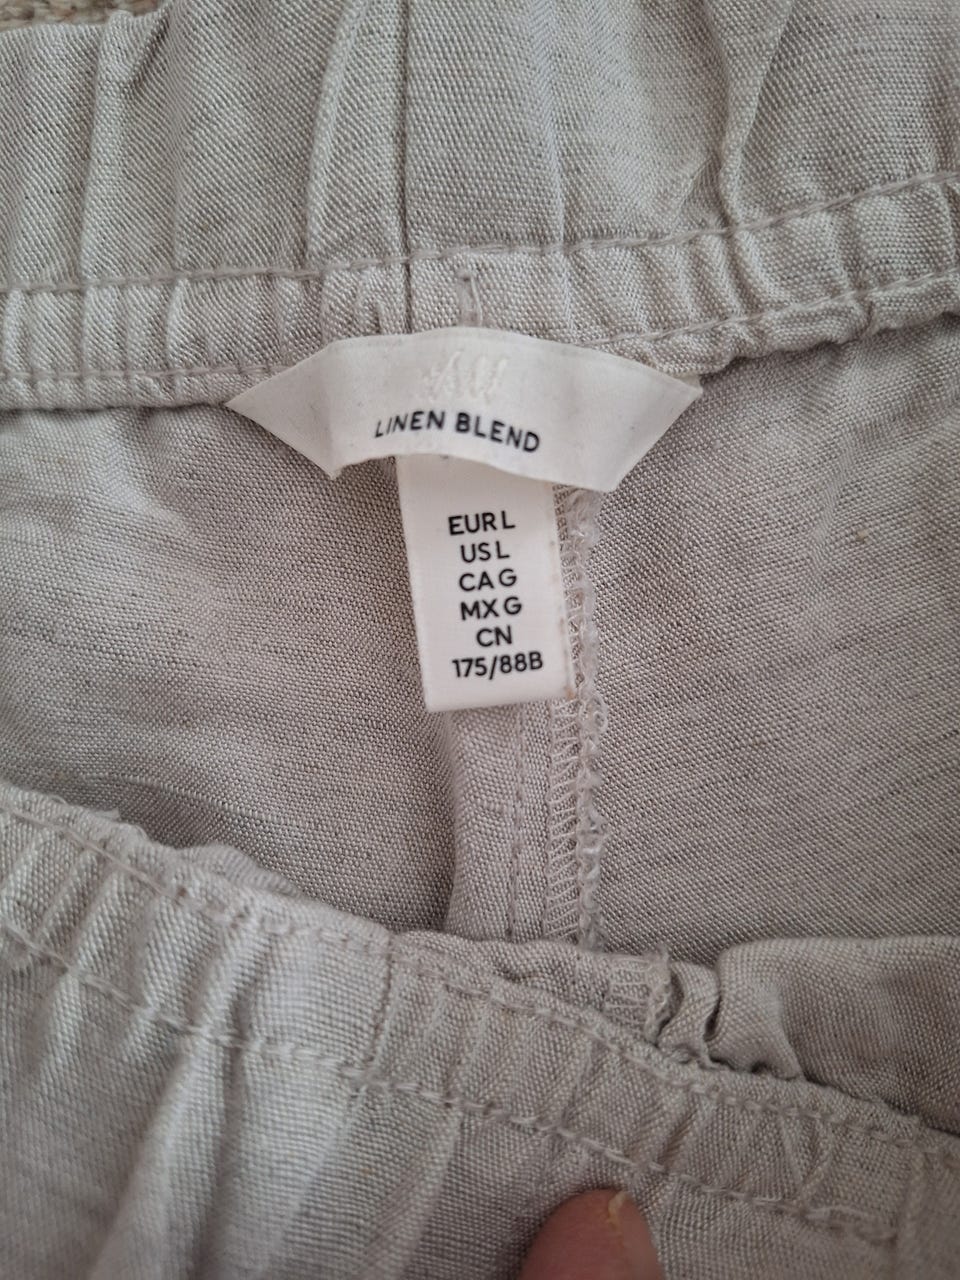 H&M
LINEN BLEND
EUR L
US L
CA G
MX G
CN
175/88B